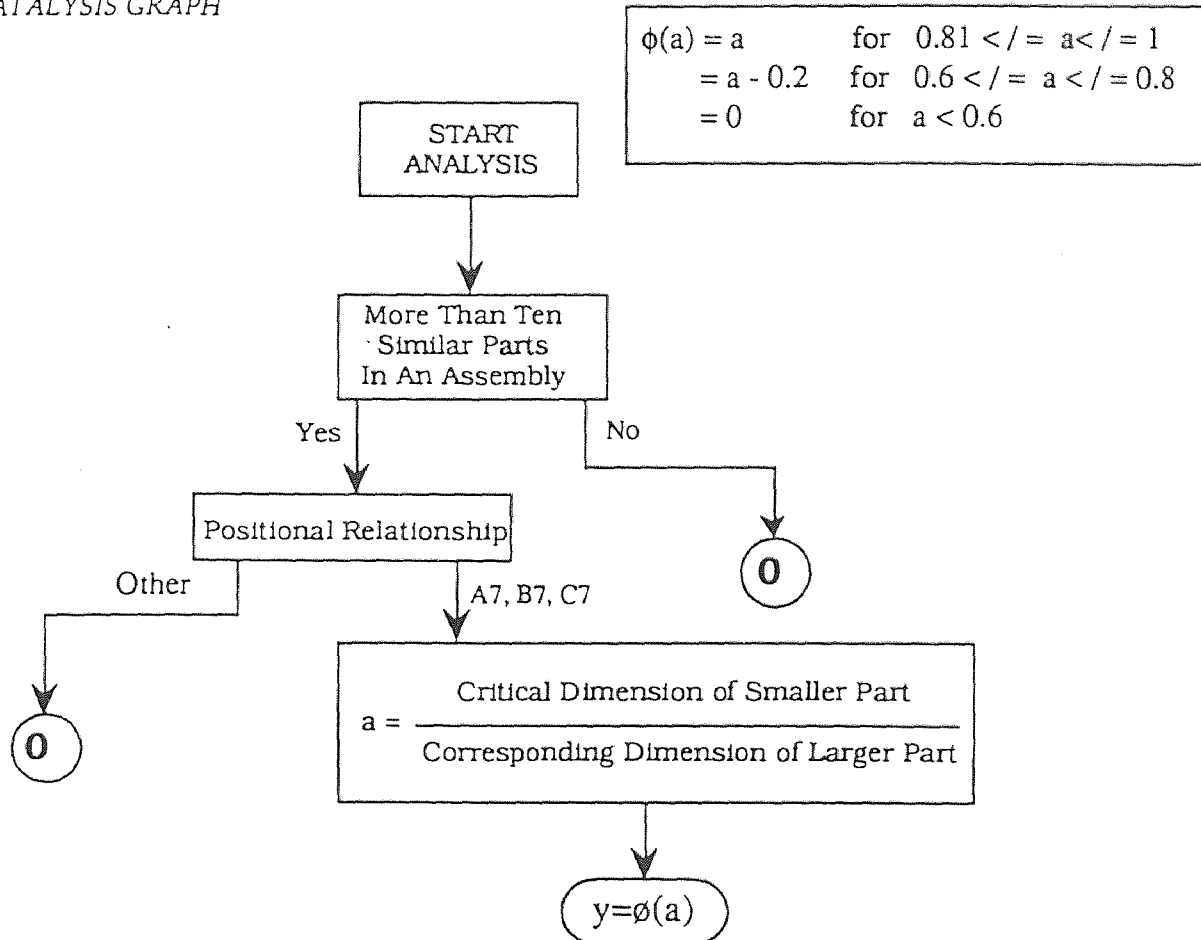 ATALYSIS GRAPH
ϕ(a) = a for 0.81 < / = a< / = 1
= a - 0.2 for 0.6 < / = a < / = 0.8
= 0 for a < 0.6
START
ANALYSIS
More Than Ten
Similar Parts
In An Assembly
Yes
No
Positional Relationship
0
Other
A7, B7, C7
0
a = Critical Dimension of Smaller Part
Corresponding Dimension of Larger Part
y=ø(a)